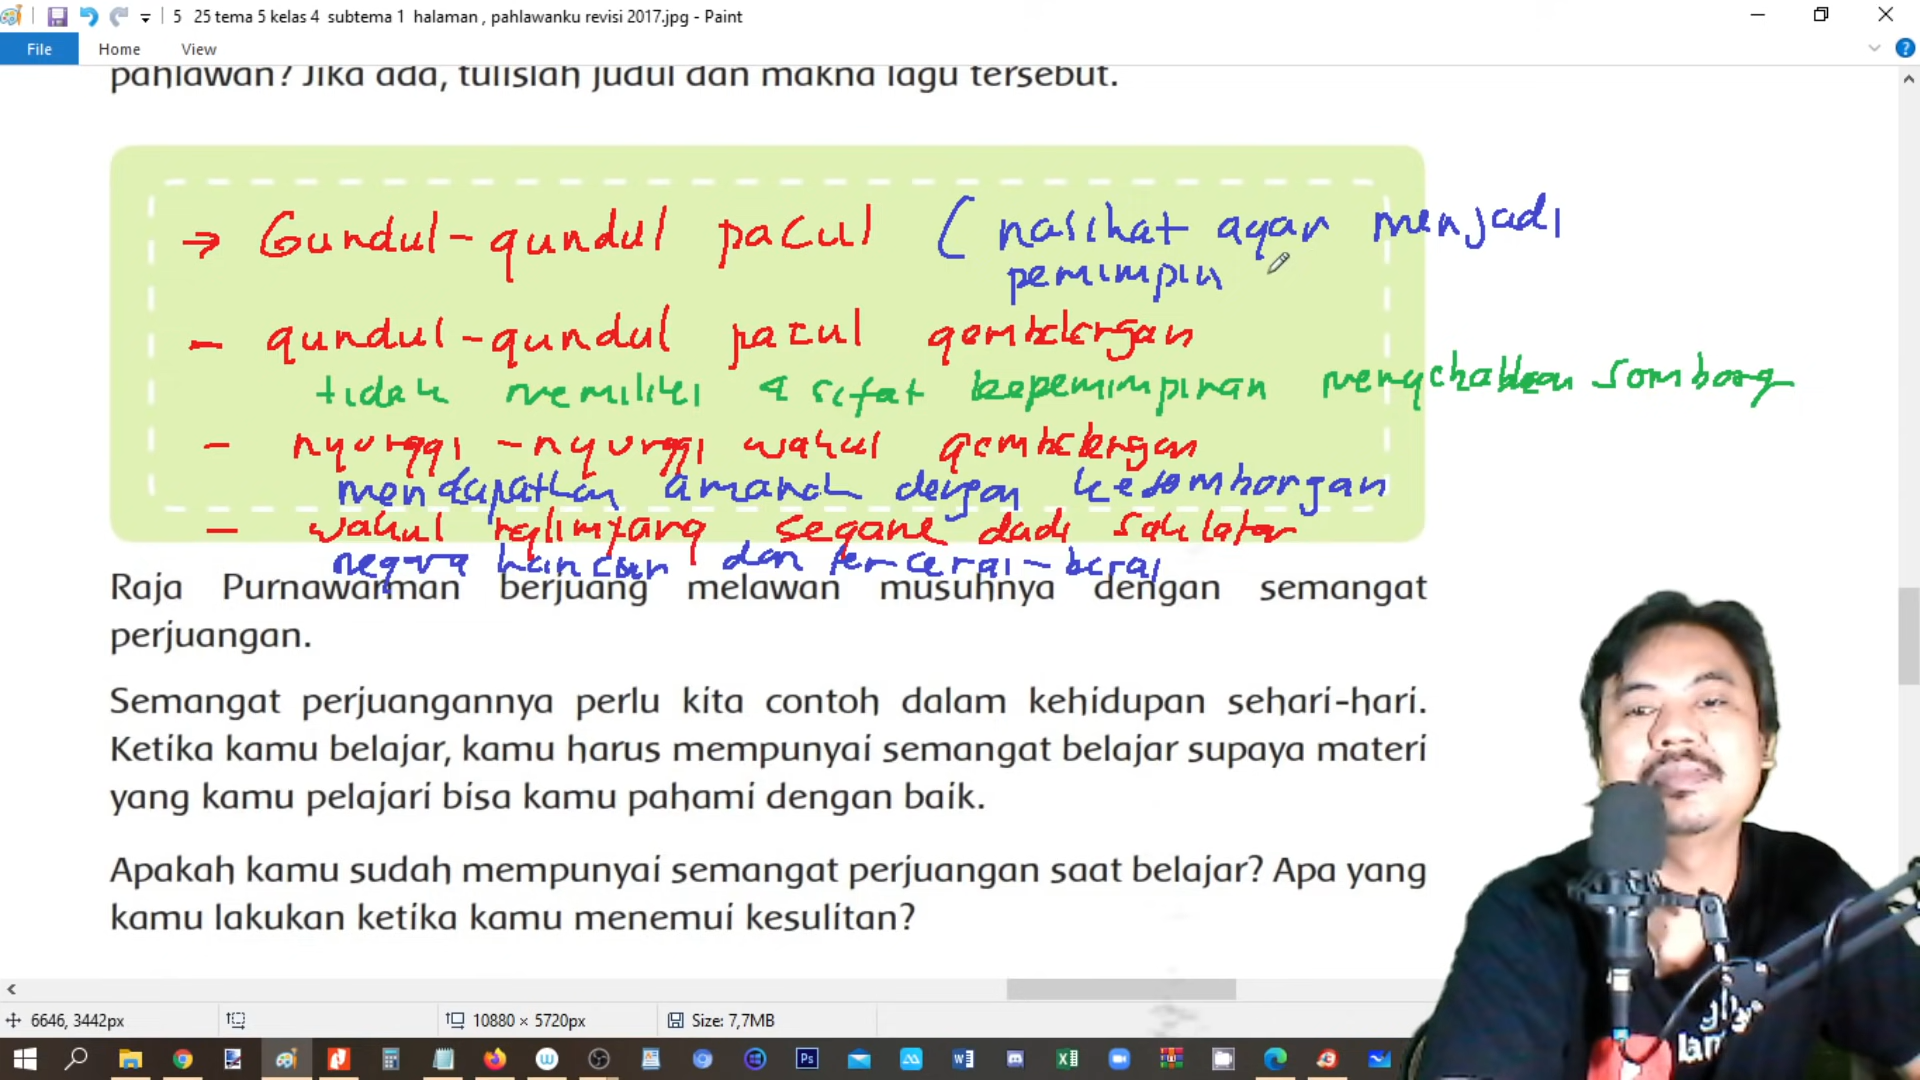 5 25 tema 5 kelas 4 subtema 1 halaman , pahlawanku revisi 2017.jpg - Paint
File Home View
pahlawan? Jika ada, tulislah judul dan makna lagu tersebut.
→ Gundul-gundul pacul ( nasihat agar menjadi
pemimpin
- gundul-gundul pacul gembelengan
tidak memiliki 4 sifat kepemimpinan menyebabkan sombong
- nyunggi-nyunggi wakul gembelengan
mendapatkan amanah dengan kesombongan
- wakul ngglimpang segane dadi sak latar
negara hancur dan tercerai-berai
Raja Purnawarman berjuang melawan musuhnya dengan semangat
perjuangan.
Semangat perjuangannya perlu kita contoh dalam kehidupan sehari-hari.
Ketika kamu belajar, kamu harus mempunyai semangat belajar supaya materi
yang kamu pelajari bisa kamu pahami dengan baik.
Apakah kamu sudah mempunyai semangat perjuangan saat belajar? Apa yang
kamu lakukan ketika kamu menemui kesulitan?
6646, 3442px 10880 × 5720px Size: 7,7MB